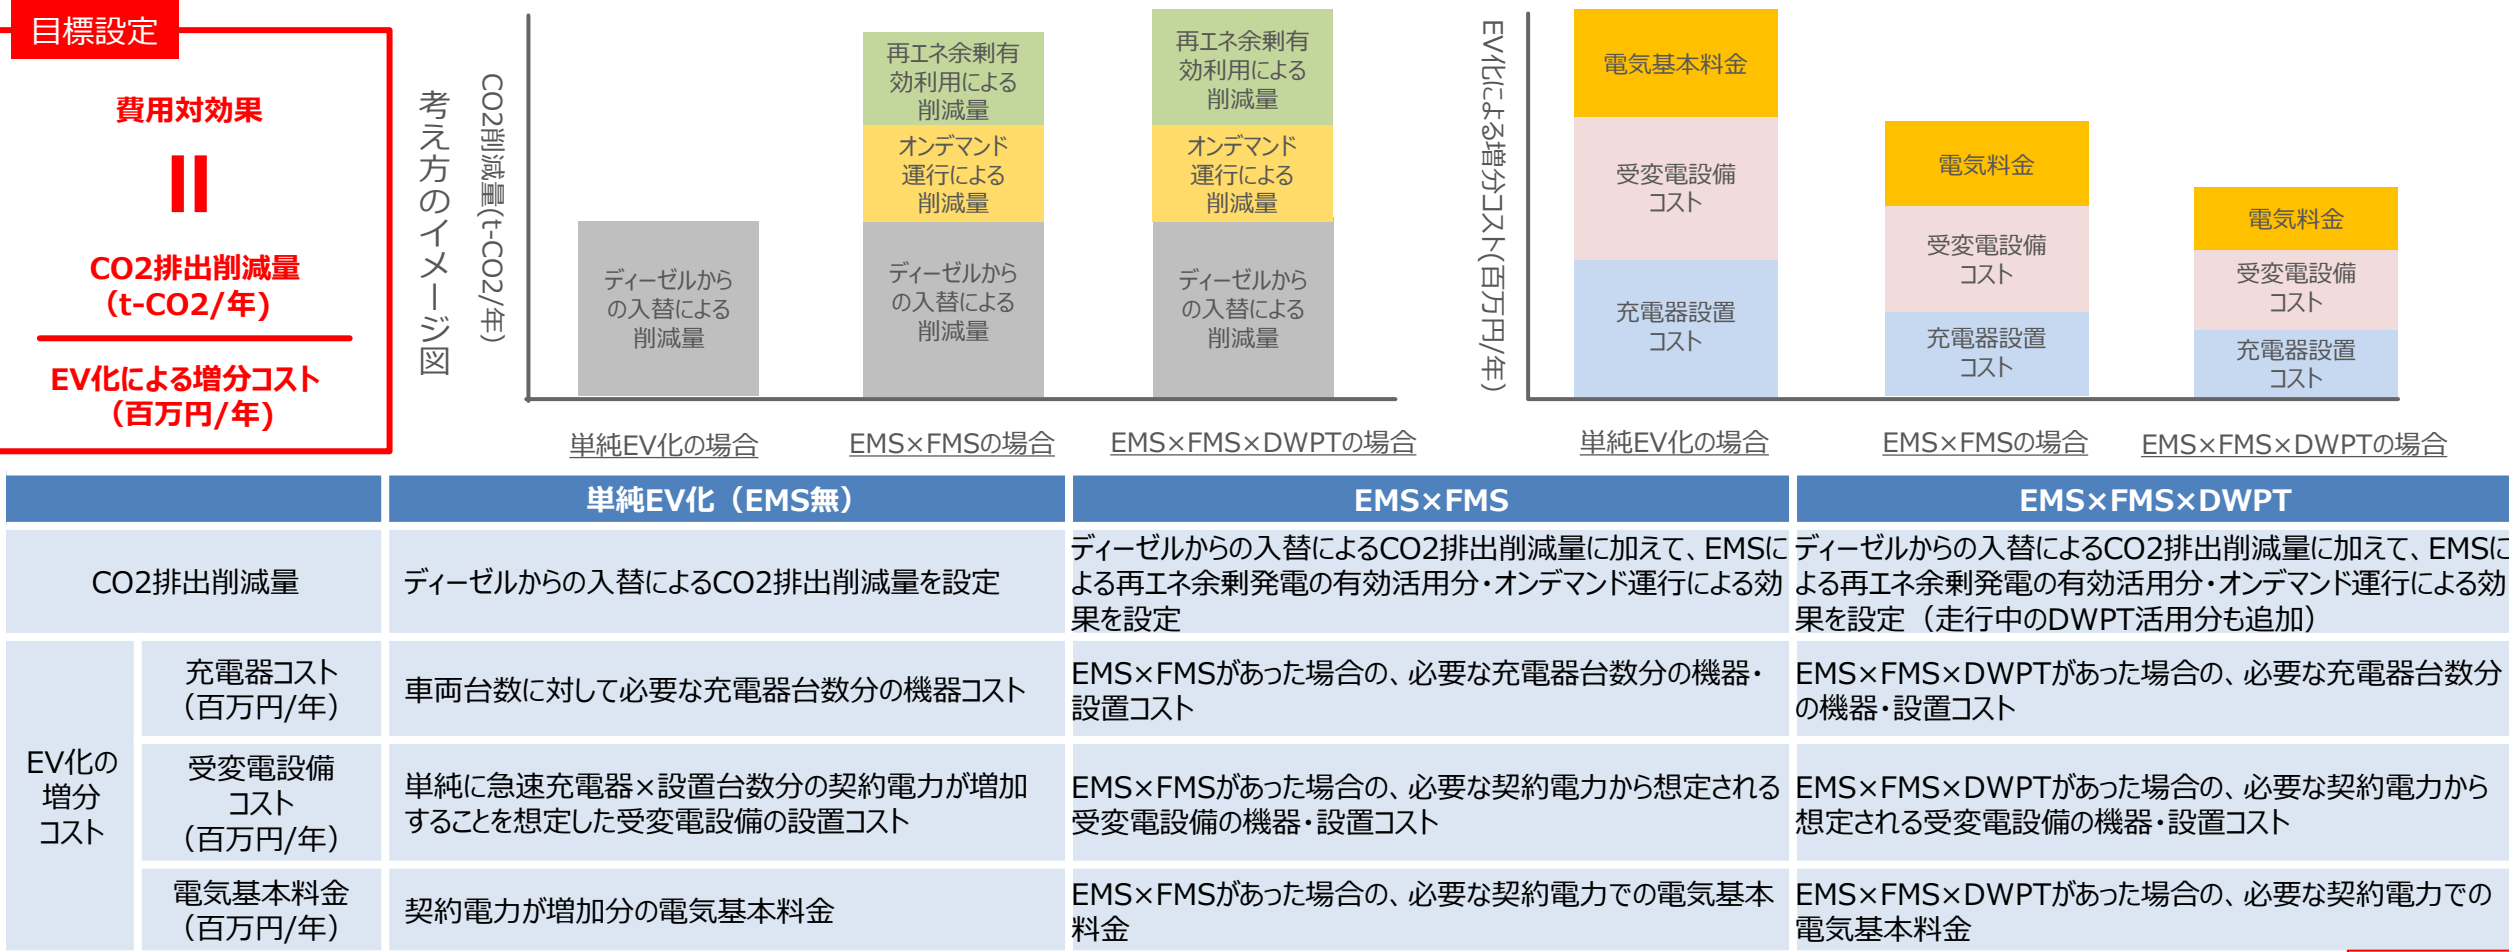 目標設定
費用対効果
=
CO2排出削減量
（t-CO2/年）
EV化による増分コスト
（百万円/年）
考え方のイメージ図
CO2削減量(t-CO2/年)
ディーゼルから
の入替による
削減量
再エネ余剰有
効利用による
削減量
オンデマンド
運行による
削減量
ディーゼルから
の入替による
削減量
再エネ余剰有
効利用による
削減量
オンデマンド
運行による
削減量
ディーゼルから
の入替による
削減量
単純EV化の場合
EMS×FMSの場合
EMS×FMS×DWPTの場合
EV化による増分コスト(百万円/年)
電気基本料金
受変電設備
コスト
充電器設置
コスト
電気料金
受変電設備
コスト
充電器設置
コスト
電気料金
受変電設備
コスト
充電器設置
コスト
単純EV化の場合
EMS×FMSの場合
EMS×FMS×DWPTの場合
単純EV化（EMS無）
EMS×FMS
EMS×FMS×DWPT
CO2排出削減量
ディーゼルからの入替によるCO2排出削減量を設定
ディーゼルからの入替によるCO2排出削減量に加えて、EMSに
よる再エネ余剰発電の有効活用分・オンデマンド運行による効
果を設定
ディーゼルからの入替によるCO2排出削減量に加えて、EMSに
よる再エネ余剰発電の有効活用分・オンデマンド運行による効
果を設定（走行中のDWPT活用分も追加）
EV化の
増分
コスト
充電器コスト
（百万円/年）
車両台数に対して必要な充電器台数分の機器コスト
EMS×FMSがあった場合の、必要な充電器台数分の機器・
設置コスト
EMS×FMS×DWPTがあった場合の、必要な充電器台数分
の機器・設置コスト
受変電設備
コスト
（百万円/年）
単純に急速充電器×設置台数分の契約電力が増加
することを想定した受変電設備の設置コスト
EMS×FMSがあった場合の、必要な契約電力から想定される
受変電設備の機器・設置コスト
EMS×FMS×DWPTがあった場合の、必要な契約電力から
想定される受変電設備の機器・設置コスト
電気基本料金
（百万円/年）
契約電力が増加分の電気基本料金
EMS×FMSがあった場合の、必要な契約電力での電気基本
料金
EMS×FMS×DWPTがあった場合の、必要な契約電力での
電気基本料金